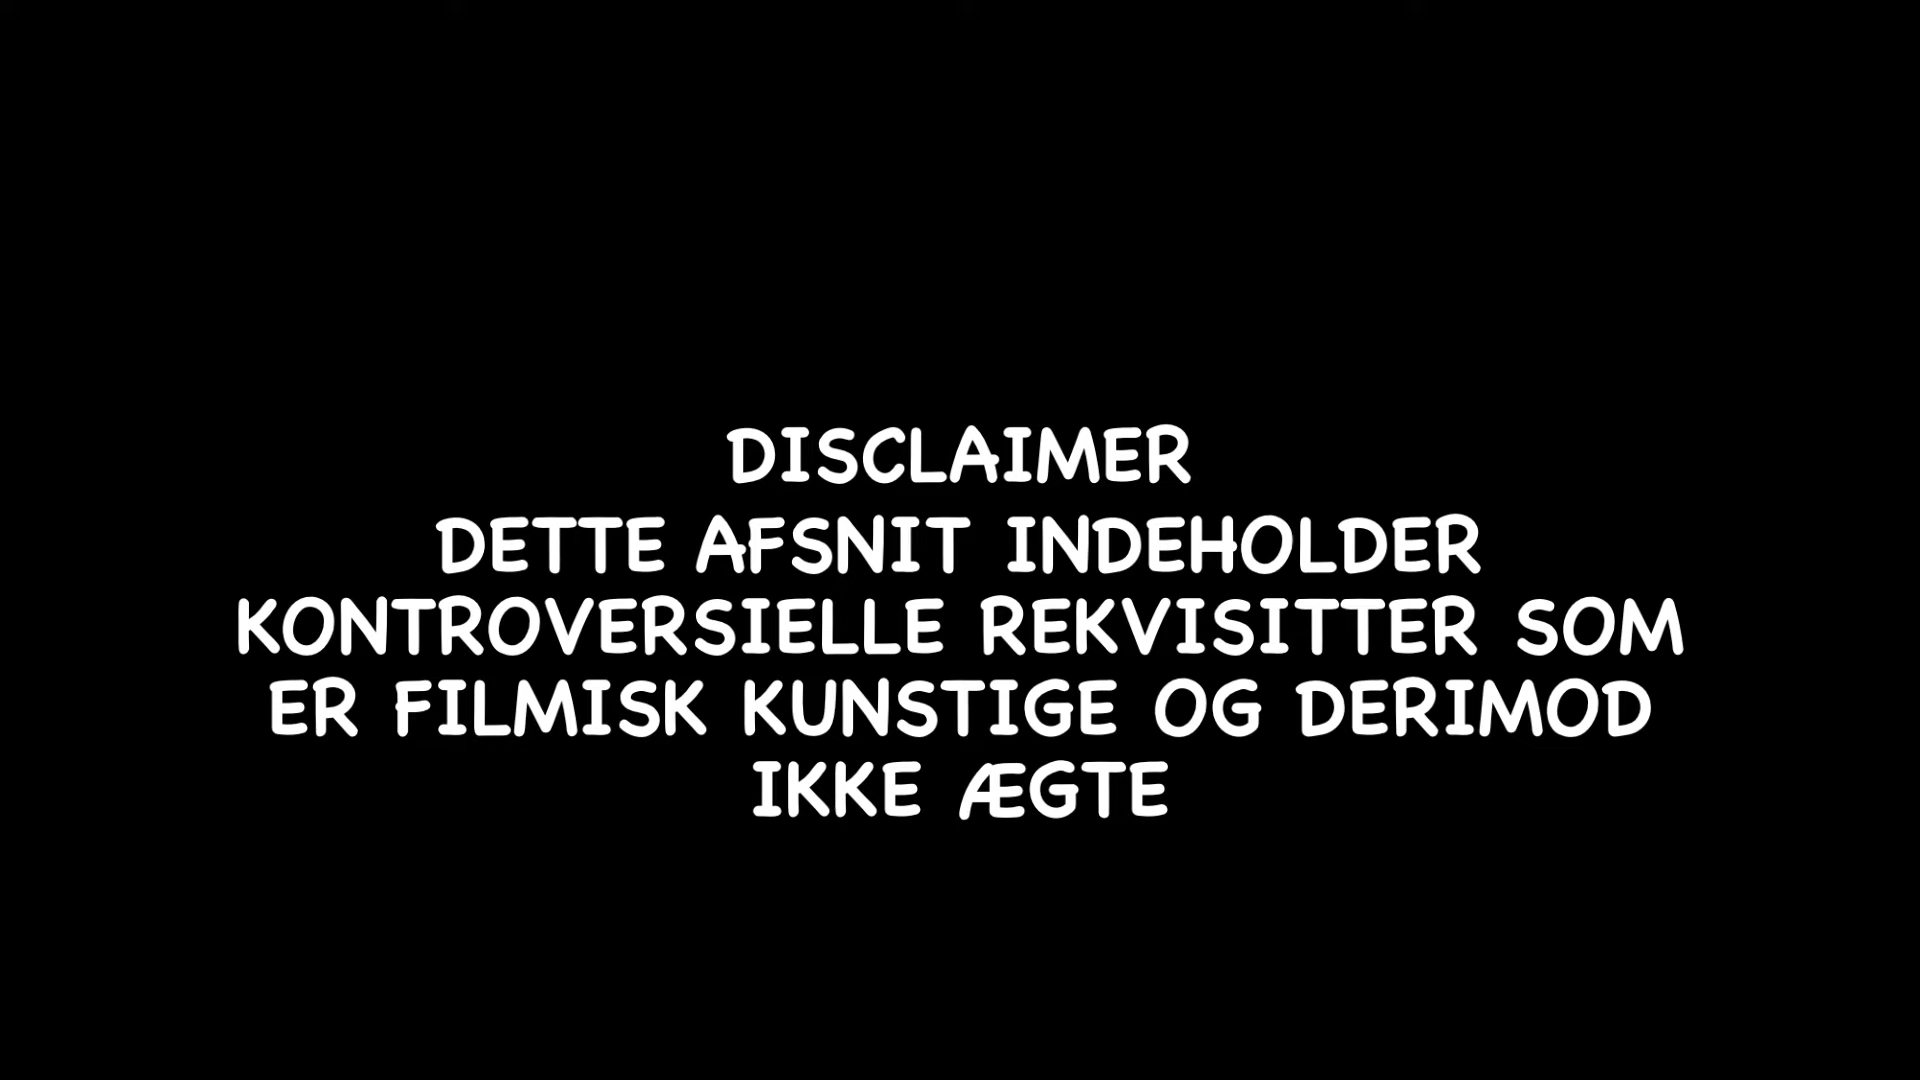 DISCLAIMER
DETTE AFSNIT INDEHOLDER
KONTROVERSIELLE REKVISITTER SOM
ER FILMISK KUNSTIGE OG DERIMOD
IKKE ÆGTE